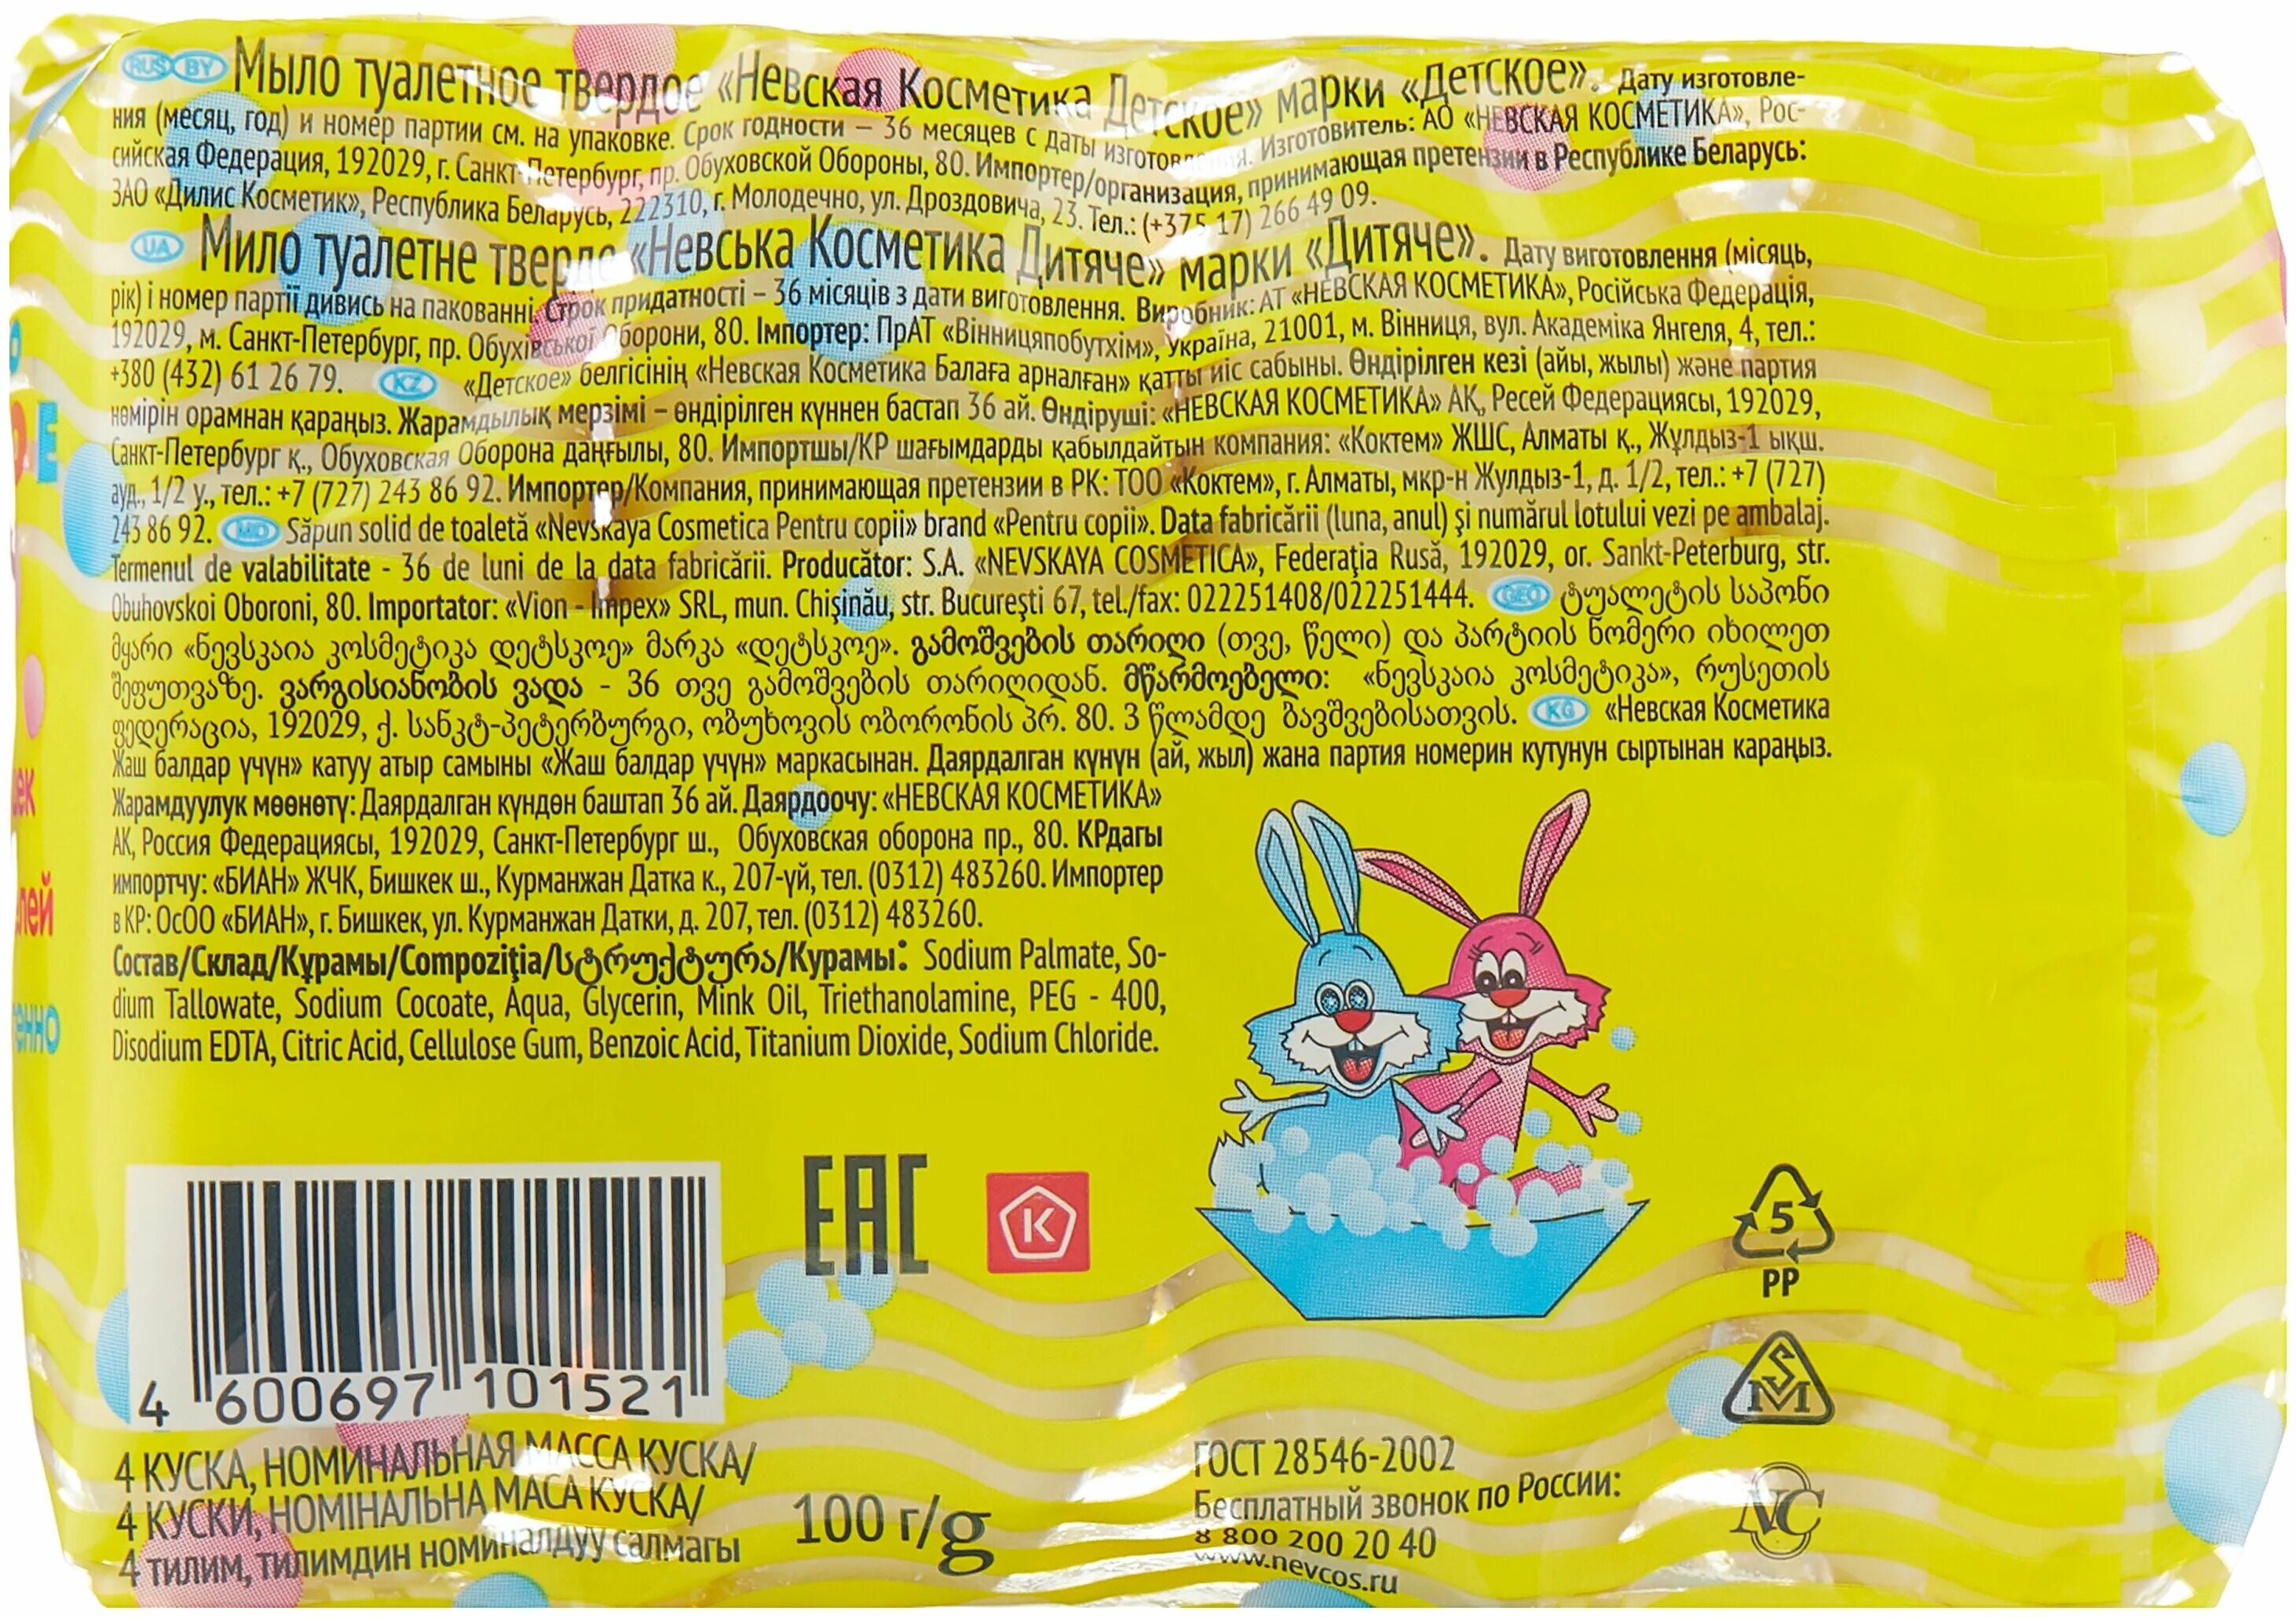 RUS BY Мыло туалетное твердое «Невская Косметика Детское» марки «Детское». Дату изготовле-
ния (месяц, год) и номер партии см. на упаковке. Срок годности – 36 месяцев с даты изготовления. Изготовитель: АО «НЕВСКАЯ КОСМЕТИКА», Рос-
сийская Федерация, 192029, г. Санкт-Петербург, пр. Обуховской Обороны, 80. Импортер/организация, принимающая претензии в Республике Беларусь:
ЗАО «Дилис Косметик», Республика Беларусь, 222310, г. Молодечно, ул. Дроздовича, 23. Тел.: (+375 17) 266 49 09.
UA Мило туалетне тверде «Невська Косметика Дитяче» марки «Дитяче». Дату виготовлення (місяць,
рік) і номер партії дивись на пакованні. Строк придатності – 36 місяців з дати виготовлення. Виробник: АТ «НЕВСКАЯ КОСМЕТИКА», Російська Федерація,
192029, м. Санкт-Петербург, пр. Обухівської Оборони, 80. Імпортер: ПрАТ «Вінницяпобутхім», Україна, 21001, м. Вінниця, вул. Академіка Янгеля, 4, тел.:
+380 (432) 61 26 79. KZ «Детское» белгісінің «Невская Косметика Балаға арналған» қатты иіс сабыны. Өндірілген кезі (айы, жылы) және партия
нөмірін орамнан қараңыз. Жарамдылық мерзімі – өндірілген күннен бастап 36 ай. Өндіруші: «НЕВСКАЯ КОСМЕТИКА» АҚ, Ресей Федерациясы, 192029,
Санкт-Петербург қ., Обуховская Оборона даңғылы, 80. Импортшы/КР шағымдарды қабылдайтын компания: «Коктем» ЖШС, Алматы қ., Жұлдыз-1 ықш.
ауд., 1/2 у., тел.: +7 (727) 243 86 92. Импортер/Компания, принимающая претензии в РК: ТОО «Коктем», г. Алматы, мкр-н Жулдыз-1, д. 1/2, тел.: +7 (727)
243 86 92. MD Săpun solid de toaletă «Nevskaya Cosmetica Pentru copii» brand «Pentru copii». Data fabricării (luna, anul) şi numărul lotului vezi pe ambalaj.
Termenul de valabilitate - 36 de luni de la data fabricării. Producător: S.A. «NEVSKAYA COSMETICA», Federaţia Rusă, 192029, or. Sankt-Peterburg, str.
Obuhovskoi Oboroni, 80. Importator: «Vion - Impex» SRL, mun. Chişinău, str. Bucureşti 67, tel./fax: 022251408/022251444. GEO ტუალეტის საპონი
მყარი «ნევსკაია კოსმეტიკა დეტსკოე» მარკა «დეტსკოე». გამოშვების თარიღი (თვე, წელი) და პარტიის ნომერი იხილეთ
შეფუთვაზე. ვარგისიანობის ვადა - 36 თვე გამოშვების თარიღიდან. მწარმოებელი: «ნევსკაია კოსმეტიკა», რუსეთის
ფედერაცია, 192029, ქ. სანკტ-პეტერბურგი, ობუხოვის ობორონის პრ. 80. 3 წლამდე ბავშვებისათვის. KG «Невская Косметика
Жаш балдар үчүн» катуу атыр самыны «Жаш балдар үчүн» маркасынан. Даярдалган күнүн (ай, жыл) жана партия номерин кутунун сыртынан караңыз.
Жарамдуулук мөөнөтү: Даярдалган күндөн баштап 36 ай. Даярдоочу: «НЕВСКАЯ КОСМЕТИКА»
АК, Россия Федерациясы, 192029, Санкт-Петербург ш., Обуховская оборона пр., 80. КРдагы
импортчу: «БИАН» ЖЧК, Бишкек ш., Курманжан Датка к., 207-үй, тел. (0312) 483260. Импортер
в КР: ОсОО «БИАН», г. Бишкек, ул. Курманжан Датки, д. 207, тел. (0312) 483260.
Состав/Склад/Құрамы/Compoziţia/სტრუქტურა/Курамы: Sodium Palmate, So-
dium Tallowate, Sodium Cocoate, Aqua, Glycerin, Mink Oil, Triethanolamine, PEG - 400,
Disodium EDTA, Citric Acid, Cellulose Gum, Benzoic Acid, Titanium Dioxide, Sodium Chloride.
EAC
K
5
PP
4 600697 101521
4 КУСКА, НОМИНАЛЬНАЯ МАССА КУСКА/
4 КУСКИ, НОМІНАЛЬНА МАСА КУСКА/
4 ТИЛИМ, ТИЛИМДИН НОМИНАЛДУУ САЛМАГЫ
100 г/g
ГОСТ 28546-2002
Бесплатный звонок по России:
8 800 200 20 40
www.nevcos.ru
NC